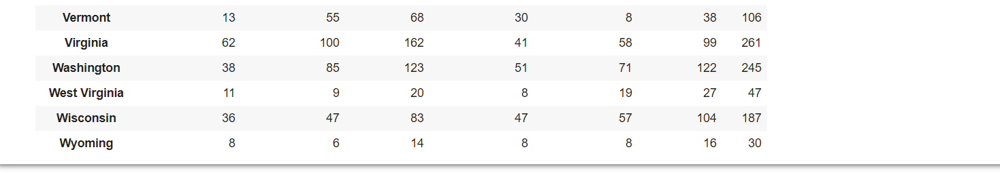 Vermont 13 55 68 30 8 38 106
Virginia 62 100 162 41 58 99 261
Washington 38 85 123 51 71 122 245
West Virginia 11 9 20 8 19 27 47
Wisconsin 36 47 83 47 57 104 187
Wyoming 8 6 14 8 8 16 30